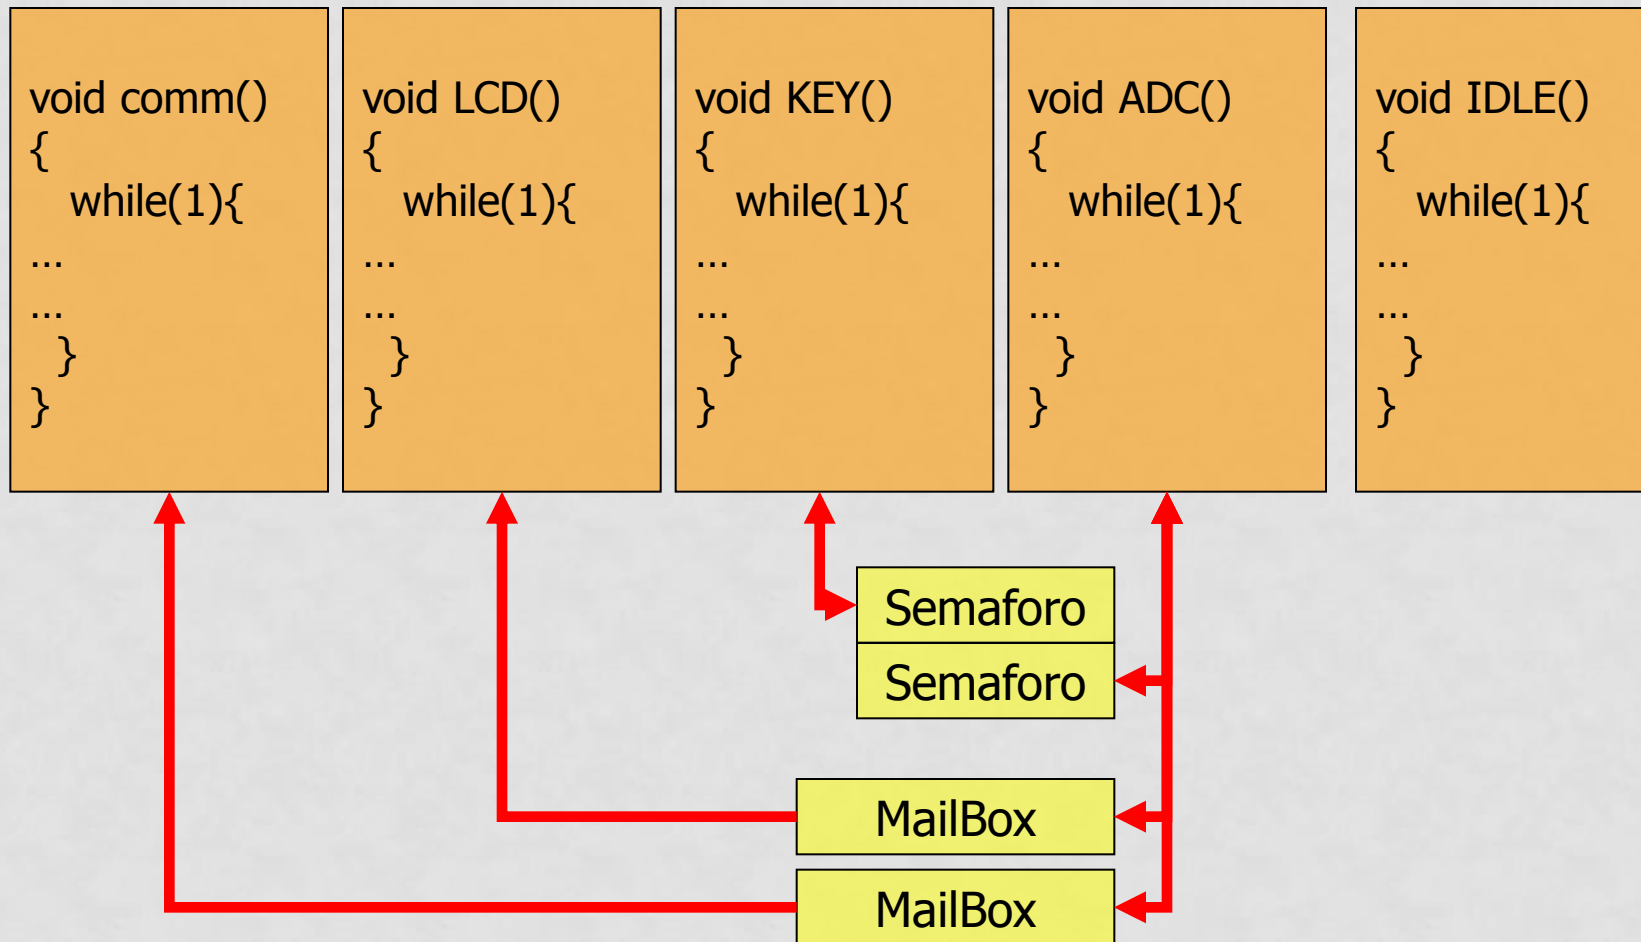 void comm()
{
while(1){
…
…
}
}
void LCD()
{
while(1){
…
…
}
}
void KEY()
{
while(1){
…
…
}
}
void ADC()
{
while(1){
…
…
}
}
void IDLE()
{
while(1){
…
…
}
}
Semaforo
Semaforo
MailBox
MailBox